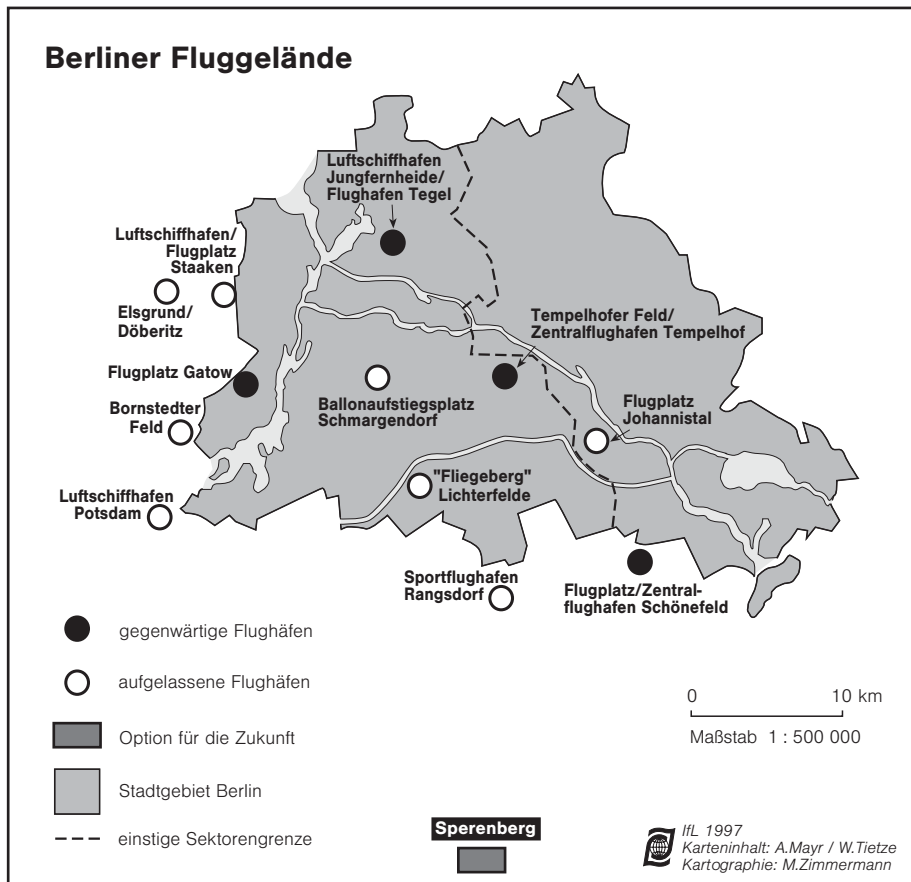 Berliner Fluggelände
Luftschiffhafen
Jungfernheide/
Flughafen Tegel
Luftschiffhafen/
Flugplatz
Staaken
Elsgrund/
Döberitz
Tempelhofer Feld/
Zentralflughafen Tempelhof
Flugplatz Gatow
Ballonaufstiegsplatz
Schmargendorf
Flugplatz
Johannistal
Bornstedter
Feld
"Fliegeberg"
Lichterfelde
Luftschiffhafen
Potsdam
Sportflughafen
Rangsdorf
Flugplatz/Zentral-
flughafen Schönefeld
gegenwärtige Flughäfen
aufgelassene Flughäfen
Option für die Zukunft
Stadtgebiet Berlin
einstige Sektorengrenze
0 10 km
Maßstab 1 : 500 000
Sperenberg
IfL 1997
Karteninhalt: A.Mayr / W.Tietze
Kartographie: M.Zimmermann